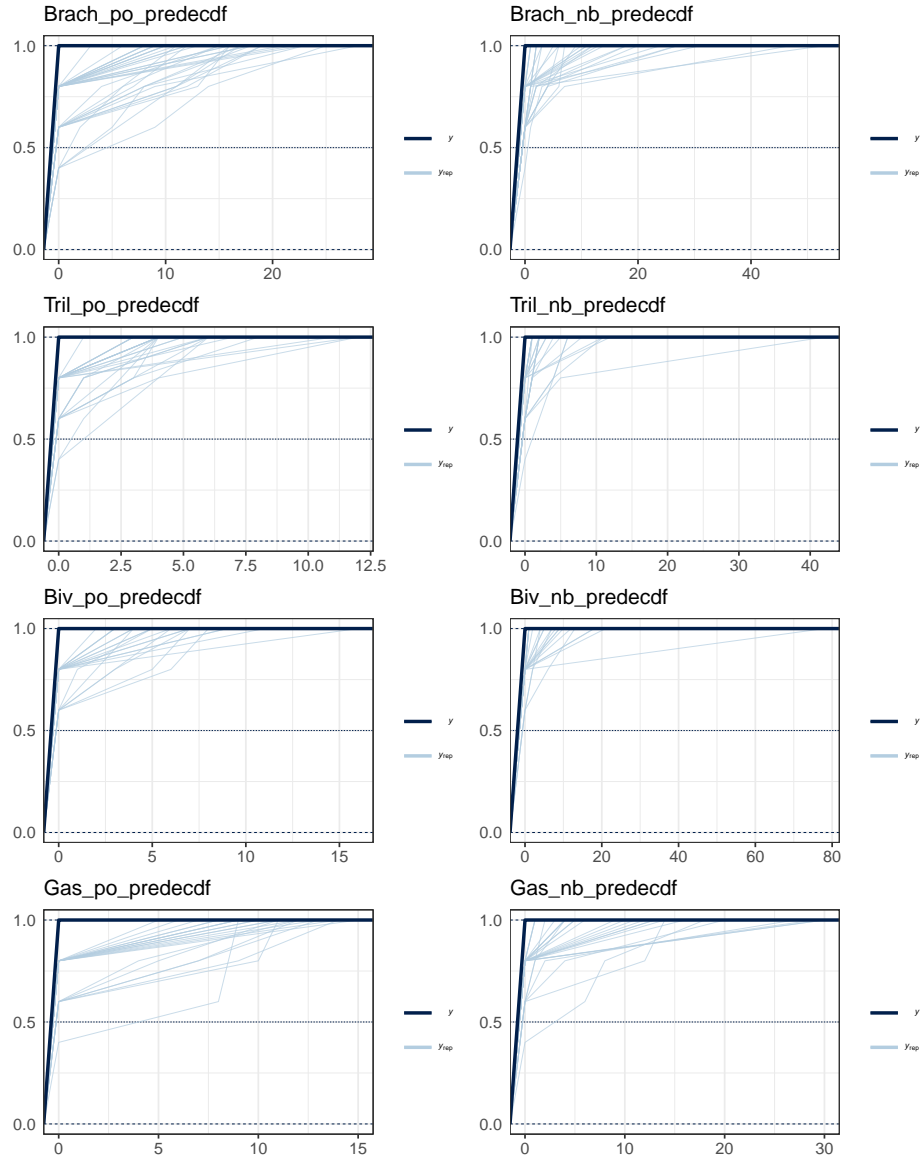 Brach_po_predecdf
1.0
0.5
0.0
0 10 20
y
yrep
Brach_nb_predecdf
1.0
0.5
0.0
0 20 40
y
yrep
Tril_po_predecdf
1.0
0.5
0.0
0.0 2.5 5.0 7.5 10.0 12.5
y
yrep
Tril_nb_predecdf
1.0
0.5
0.0
0 10 20 30 40
y
yrep
Biv_po_predecdf
1.0
0.5
0.0
0 5 10 15
y
yrep
Biv_nb_predecdf
1.0
0.5
0.0
0 20 40 60 80
y
yrep
Gas_po_predecdf
1.0
0.5
0.0
0 5 10 15
y
yrep
Gas_nb_predecdf
1.0
0.5
0.0
0 10 20 30
y
yrep